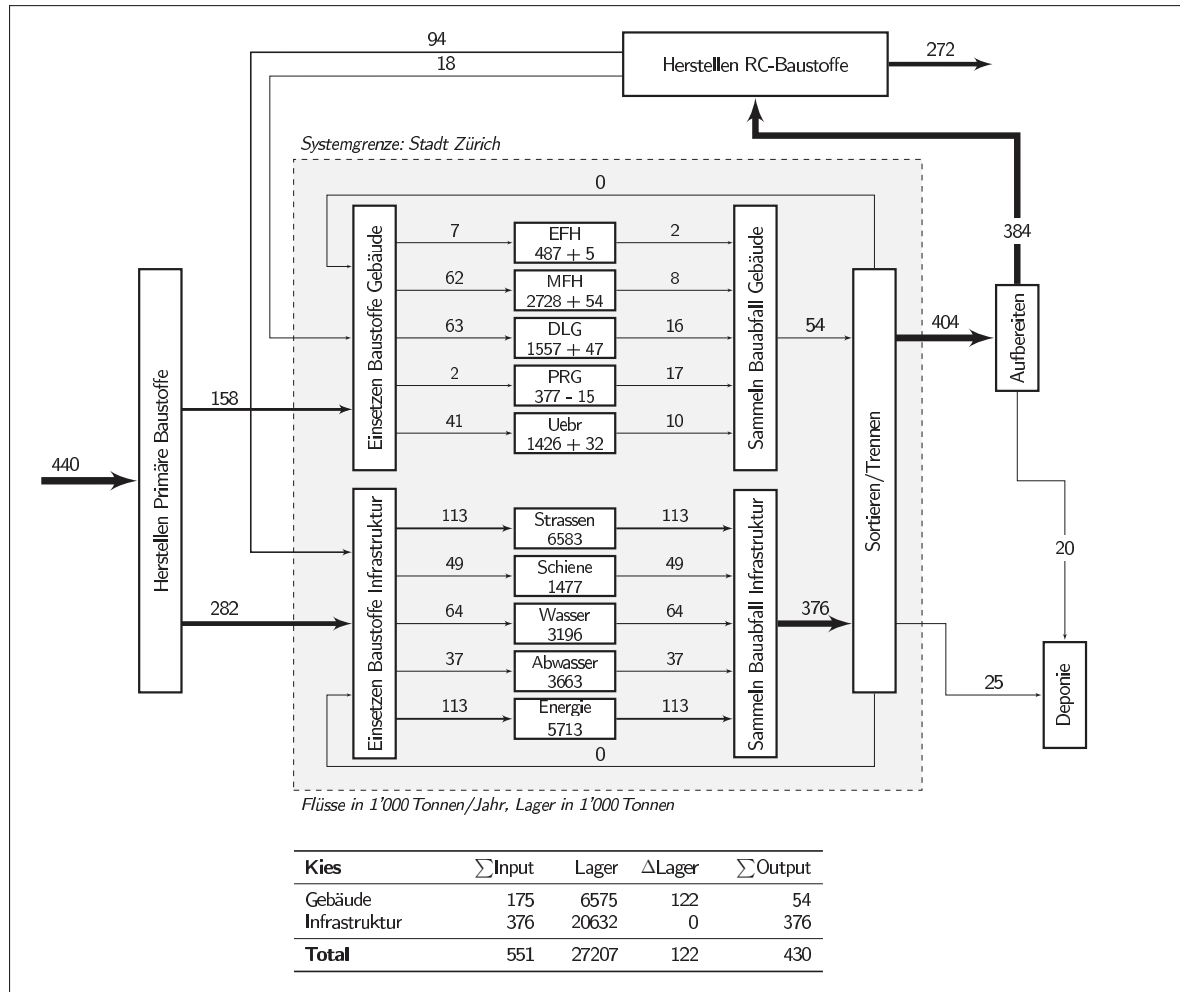 94
18
Herstellen RC-Baustoffe
272
Systemgrenze: Stadt Zürich
384
0
Herstellen Primäre Baustoffe
440
158
282
Einsetzen Baustoffe Gebäude
7
EFH
487 + 5
2
62
MFH
2728 + 54
8
63
DLG
1557 + 47
16
2
PRG
377 - 15
17
41
Uebr
1426 + 32
10
Sammeln Bauabfall Gebäude
54
Sortieren/Trennen
404
Aufbereiten
Einsetzen Baustoffe Infrastruktur
113
Strassen
6583
113
49
Schiene
1477
49
64
Wasser
3196
64
37
Abwasser
3663
37
113
Energie
5713
113
Sammeln Bauabfall Infrastruktur
376
20
25
Deponie
0
Flüsse in 1'000 Tonnen/Jahr, Lager in 1'000 Tonnen
Kies ∑Input Lager ΔLager ∑Output
Gebäude 175 6575 122 54
Infrastruktur 376 20632 0 376
Total 551 27207 122 430